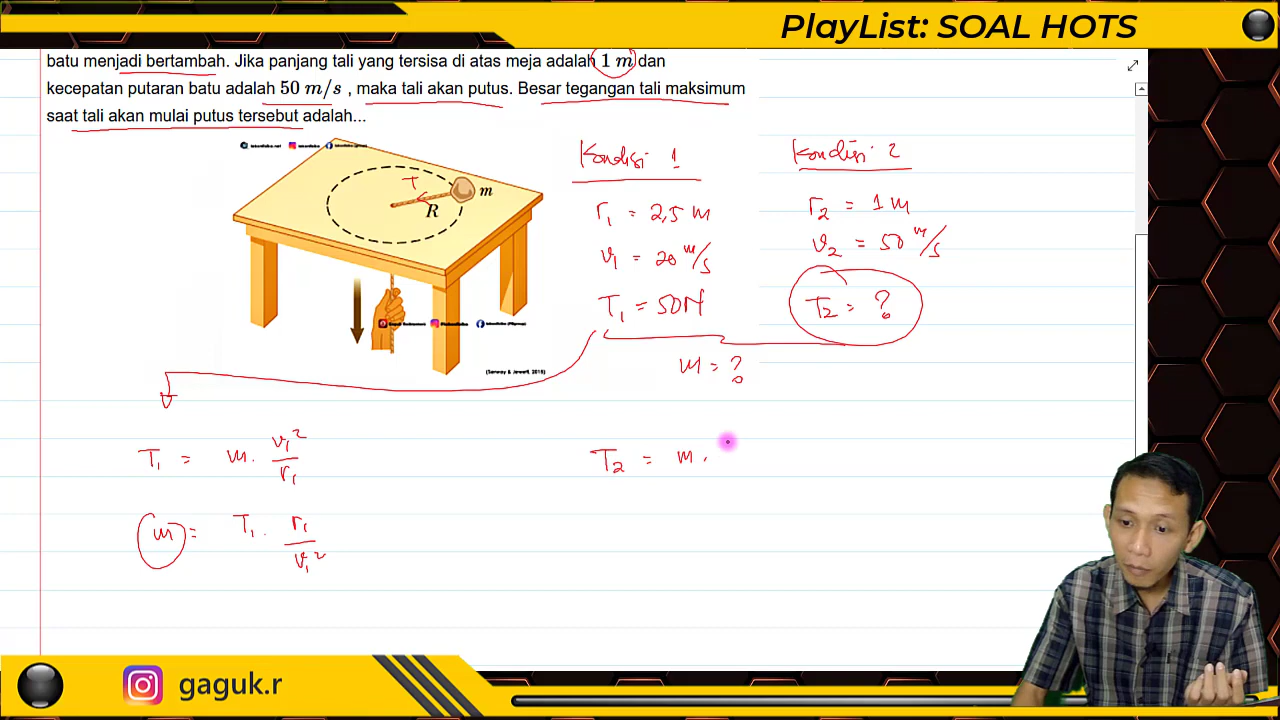 PlayList: SOAL HOTS
batu menjadi bertambah. Jika panjang tali yang tersisa di atas meja adalah 1 m dan
kecepatan putaran batu adalah 50 m/s , maka tali akan putus. Besar tegangan tali maksimum
saat tali akan mulai putus tersebut adalah...
T
R
m
(Serway & Jewett, 2015)
Kondisi 1
r₁ = 2,5 m
v₁ = 20 m/s
T₁ = 50 N
Kondisi 2
r₂ = 1 m
v₂ = 50 m/s
T₂ = ?
m = ?
T₁ = m . v₁²/r₁
m = T₁ . r₁/v₁²
T₂ = m .
gaguk.r